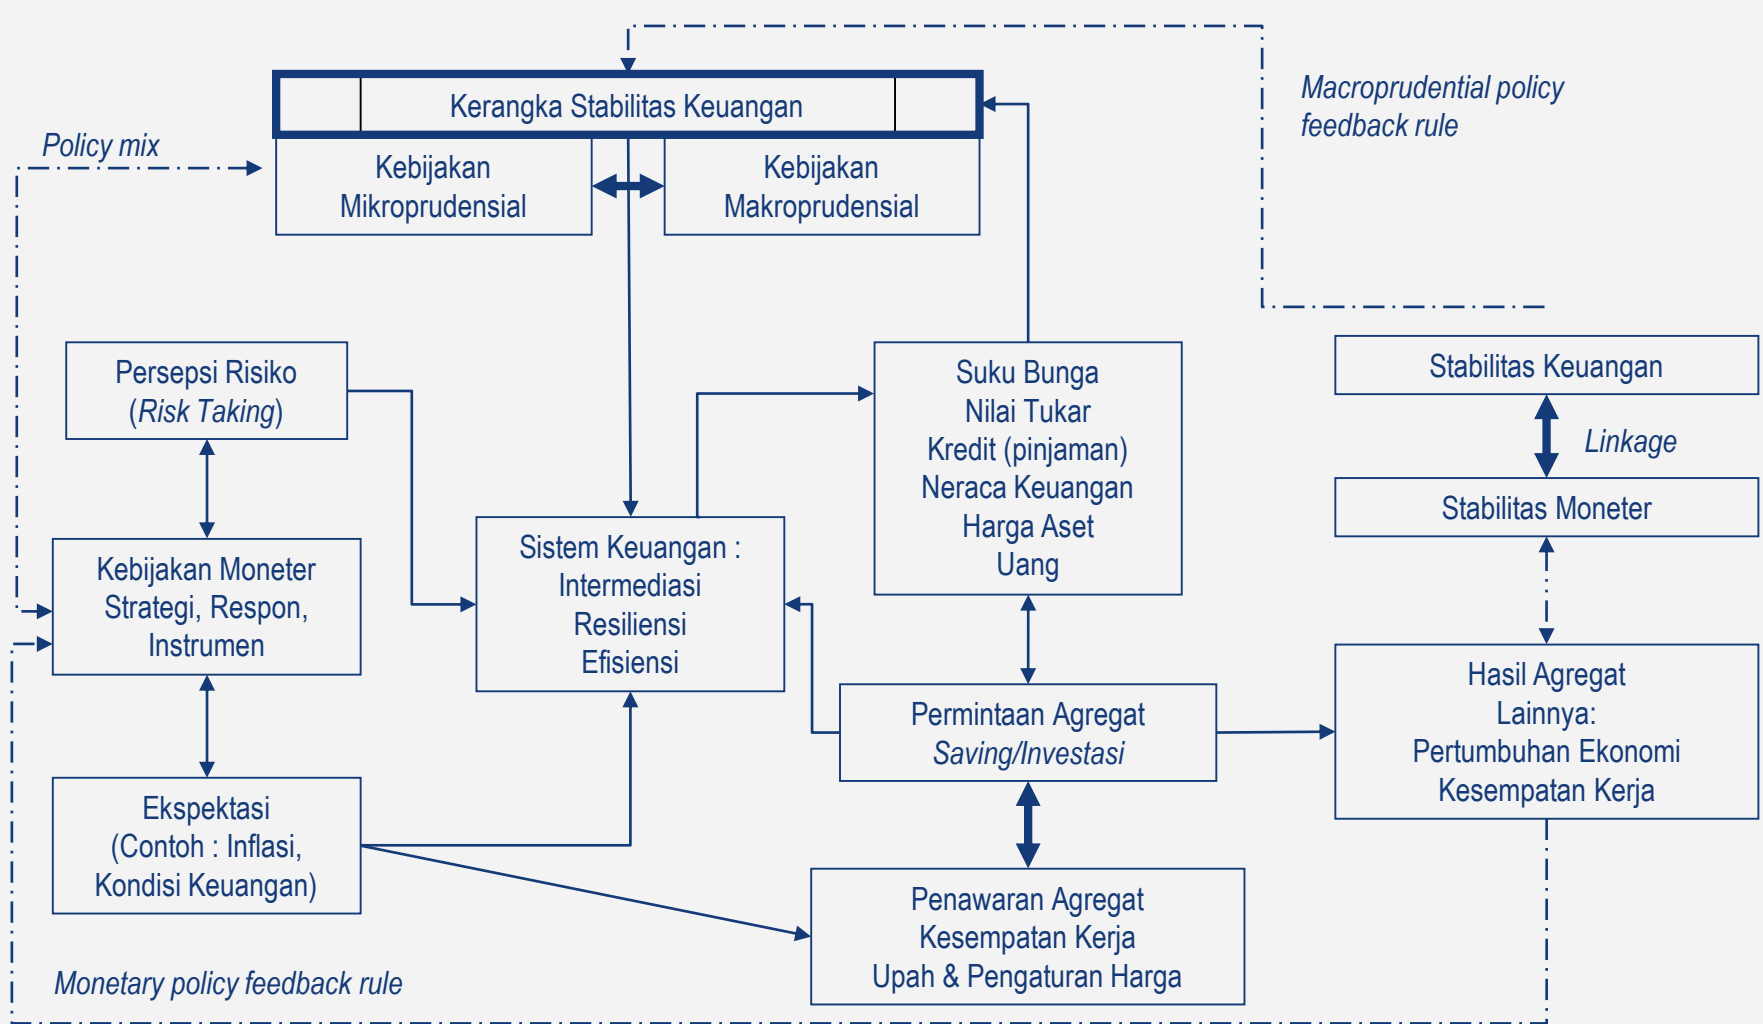 Macroprudential policy
feedback rule
Kerangka Stabilitas Keuangan
Policy mix
Kebijakan
Mikroprudensial
Kebijakan
Makroprudensial
Persepsi Risiko
(Risk Taking)
Suku Bunga
Nilai Tukar
Kredit (pinjaman)
Neraca Keuangan
Harga Aset
Uang
Stabilitas Keuangan
Linkage
Stabilitas Moneter
Kebijakan Moneter
Strategi, Respon,
Instrumen
Sistem Keuangan :
Intermediasi
Resiliensi
Efisiensi
Permintaan Agregat
Saving/Investasi
Hasil Agregat
Lainnya:
Pertumbuhan Ekonomi
Kesempatan Kerja
Ekspektasi
(Contoh : Inflasi,
Kondisi Keuangan)
Penawaran Agregat
Kesempatan Kerja
Upah & Pengaturan Harga
Monetary policy feedback rule